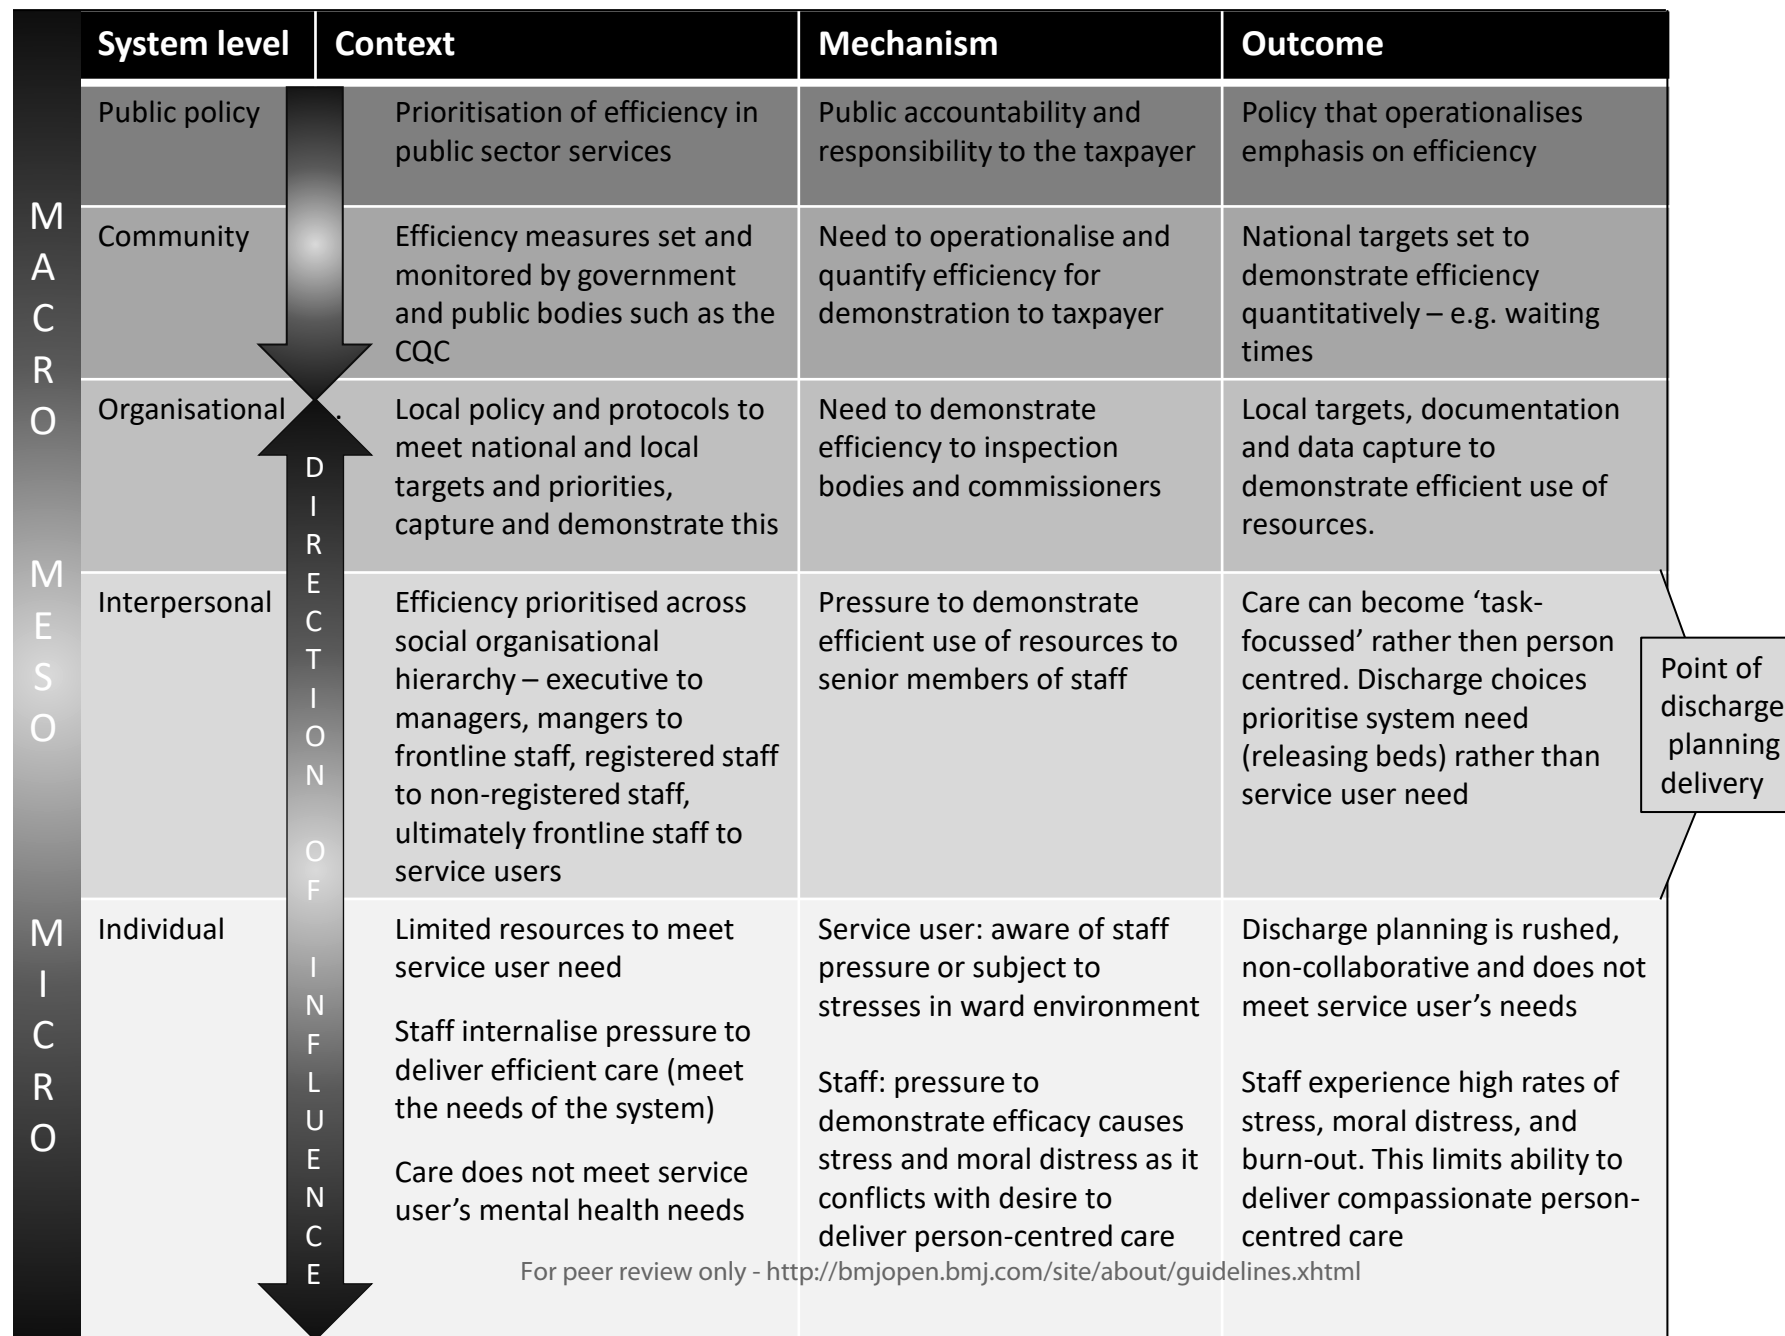 System level
Context
Mechanism
Outcome
MACRO
MESO
MICRO
DIRECTION OF INFLUENCE
Public policy
Prioritisation of efficiency in
public sector services
Public accountability and
responsibility to the taxpayer
Policy that operationalises
emphasis on efficiency
Community
Efficiency measures set and
monitored by government
and public bodies such as the
CQC
Need to operationalise and
quantify efficiency for
demonstration to taxpayer
National targets set to
demonstrate efficiency
quantitatively – e.g. waiting
times
Organisational .
Local policy and protocols to
meet national and local
targets and priorities,
capture and demonstrate this
Need to demonstrate
efficiency to inspection
bodies and commissioners
Local targets, documentation
and data capture to
demonstrate efficient use of
resources.
Interpersonal
Efficiency prioritised across
social organisational
hierarchy – executive to
managers, mangers to
frontline staff, registered staff
to non-registered staff,
ultimately frontline staff to
service users
Pressure to demonstrate
efficient use of resources to
senior members of staff
Care can become ‘task-
focussed’ rather then person
centred. Discharge choices
prioritise system need
(releasing beds) rather than
service user need
Point of
discharge
planning
delivery
Individual
Limited resources to meet
service user need
Staff internalise pressure to
deliver efficient care (meet
the needs of the system)
Care does not meet service
user’s mental health needs
Service user: aware of staff
pressure or subject to
stresses in ward environment
Staff: pressure to
demonstrate efficacy causes
stress and moral distress as it
conflicts with desire to
deliver person-centred care
Discharge planning is rushed,
non-collaborative and does not
meet service user’s needs
Staff experience high rates of
stress, moral distress, and
burn-out. This limits ability to
deliver compassionate person-
centred care
For peer review only - http://bmjopen.bmj.com/site/about/guidelines.xhtml